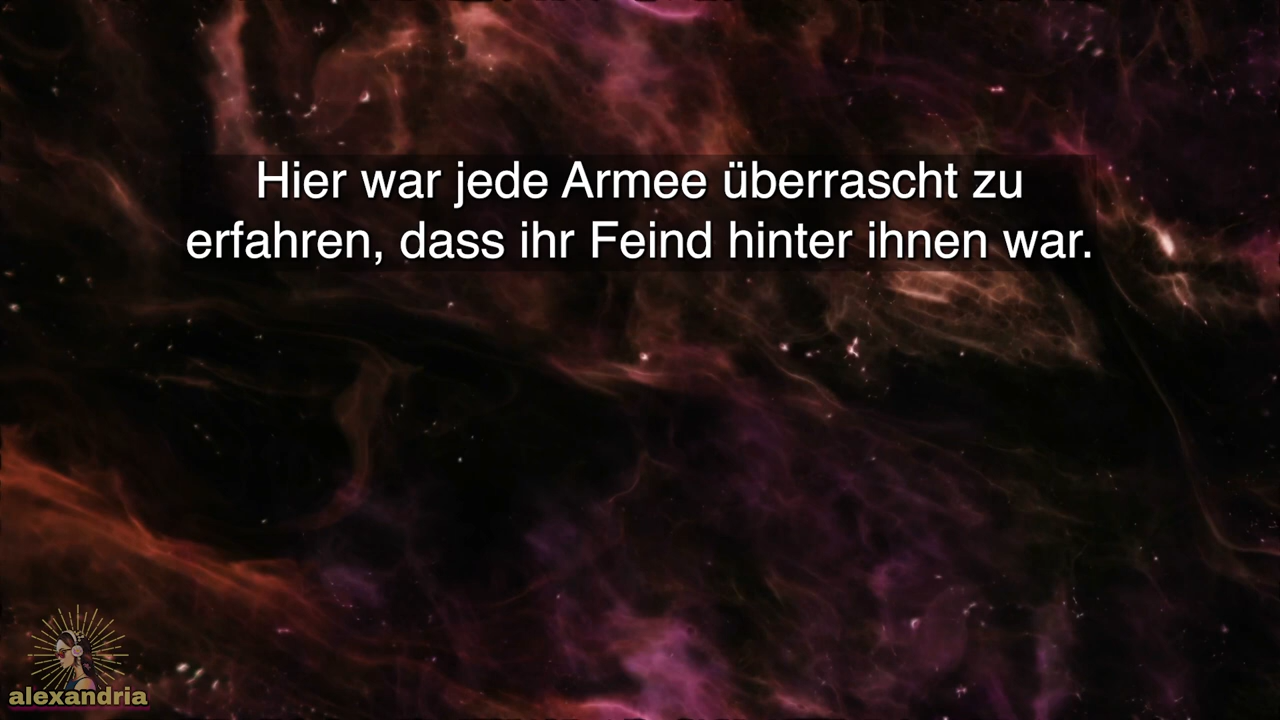 Hier war jede Armee überrascht zu
erfahren, dass ihr Feind hinter ihnen war.
alexandria